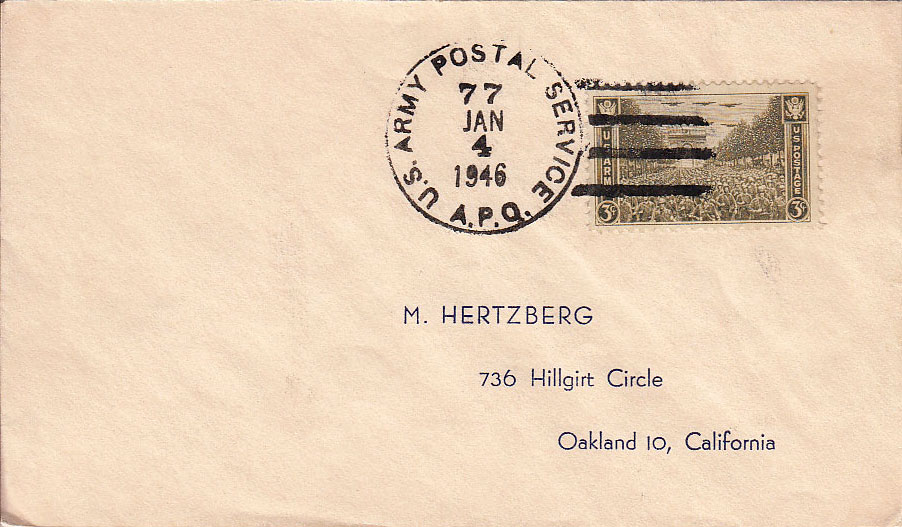 U.S. ARMY POSTAL SERVICE
77
JAN
4
1946
A.P.O.
U.S. ARMY
U.S. POSTAGE
3¢ 3¢
M. HERTZBERG
736 Hillgirt Circle
Oakland 10, California